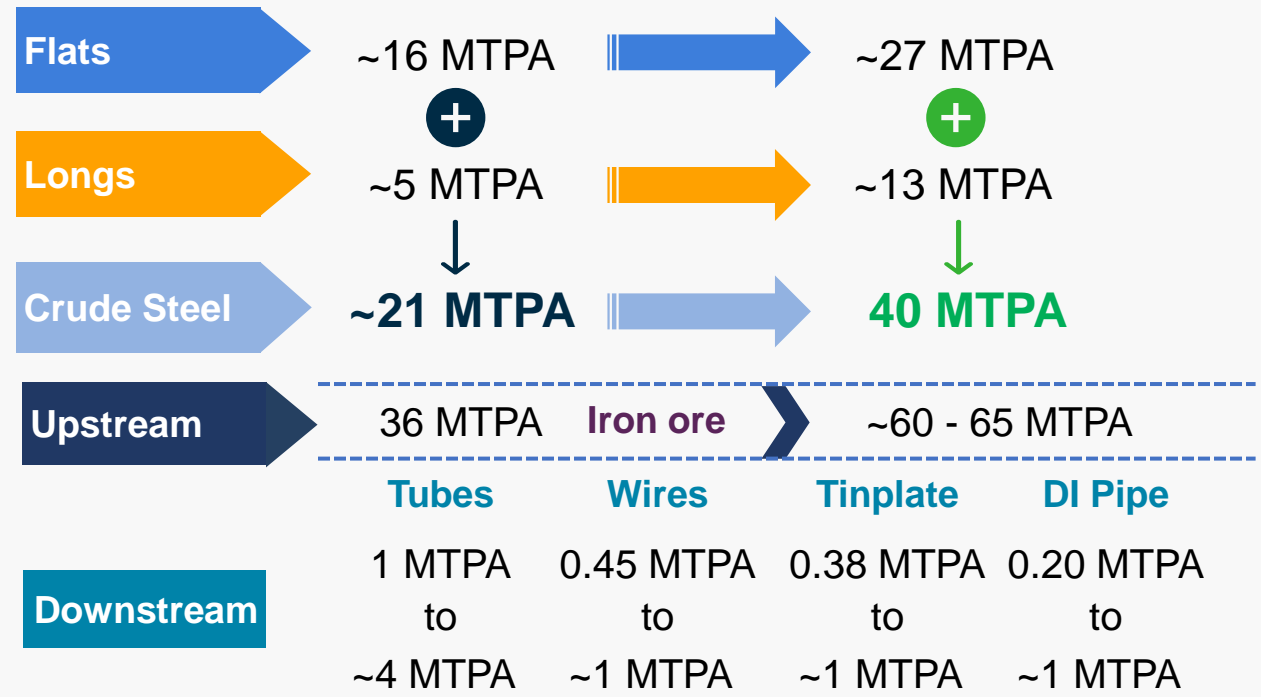 Flats ~16 MTPA ~27 MTPA
+ +
Longs ~5 MTPA ~13 MTPA
Crude Steel ~21 MTPA 40 MTPA
Upstream 36 MTPA Iron ore ~60 - 65 MTPA
Tubes Wires Tinplate DI Pipe
1 MTPA 0.45 MTPA 0.38 MTPA 0.20 MTPA
Downstream to to to to
~4 MTPA ~1 MTPA ~1 MTPA ~1 MTPA